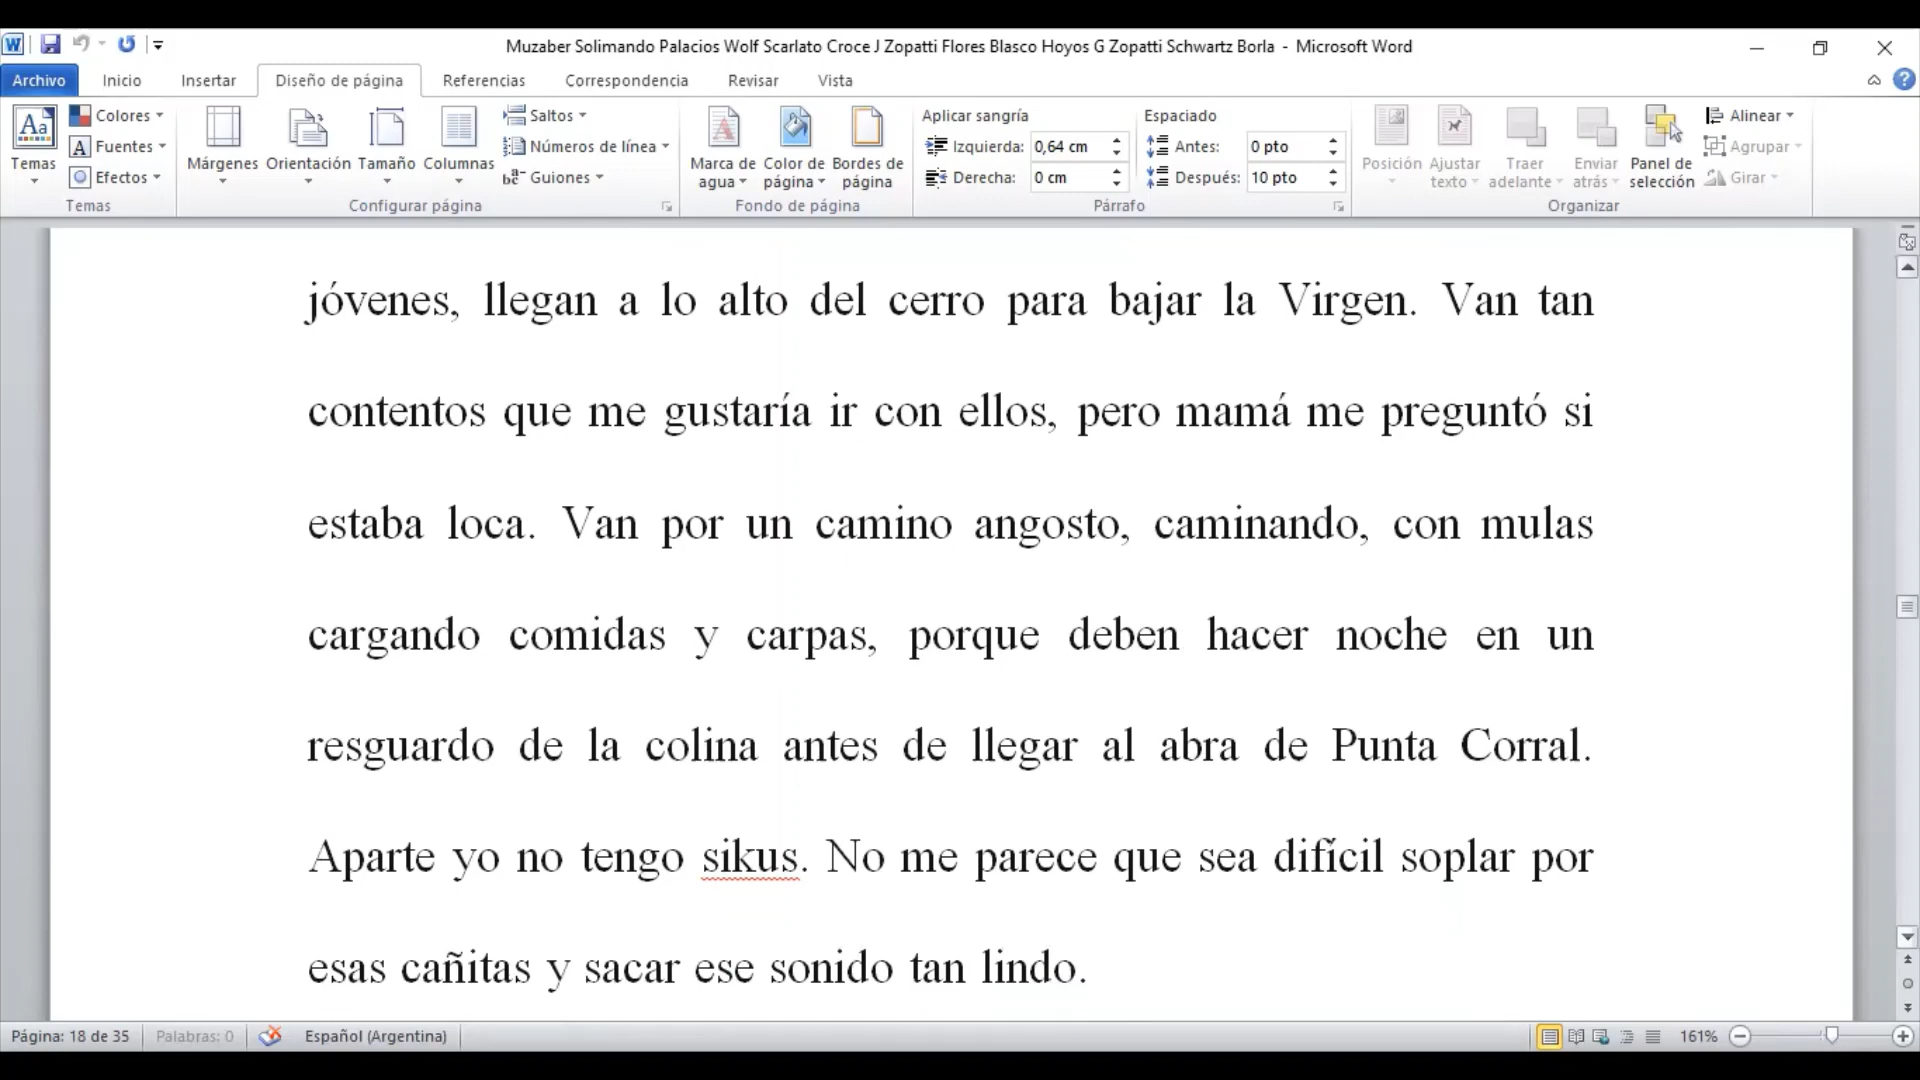 Muzaber Solimando Palacios Wolf Scarlato Croce J Zopatti Flores Blasco Hoyos G Zopatti Schwartz Borla - Microsoft Word
Archivo Inicio Insertar Diseño de página Referencias Correspondencia Revisar Vista
Temas
Colores
Fuentes
Efectos
Temas
Márgenes Orientación Tamaño Columnas
Saltos
Números de línea
Guiones
Configurar página
Marca de agua
Color de página
Bordes de página
Fondo de página
Aplicar sangría
Izquierda: 0,64 cm
Derecha: 0 cm
Espaciado
Antes: 0 pto
Después: 10 pto
Párrafo
Posición
Ajustar texto
Traer adelante
Enviar atrás
Panel de selección
Alinear
Agrupar
Girar
Organizar
jóvenes, llegan a lo alto del cerro para bajar la Virgen. Van tan
contentos que me gustaría ir con ellos, pero mamá me preguntó si
estaba loca. Van por un camino angosto, caminando, con mulas
cargando comidas y carpas, porque deben hacer noche en un
resguardo de la colina antes de llegar al abra de Punta Corral.
Aparte yo no tengo sikus. No me parece que sea difícil soplar por
esas cañitas y sacar ese sonido tan lindo.
Página: 18 de 35 Palabras: 0 Español (Argentina) 161%